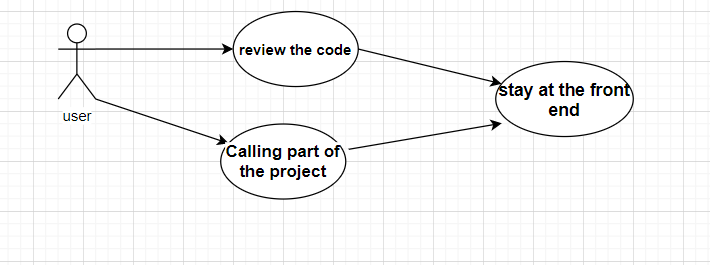 review the code
stay at the front
end
user
Calling part of
the project